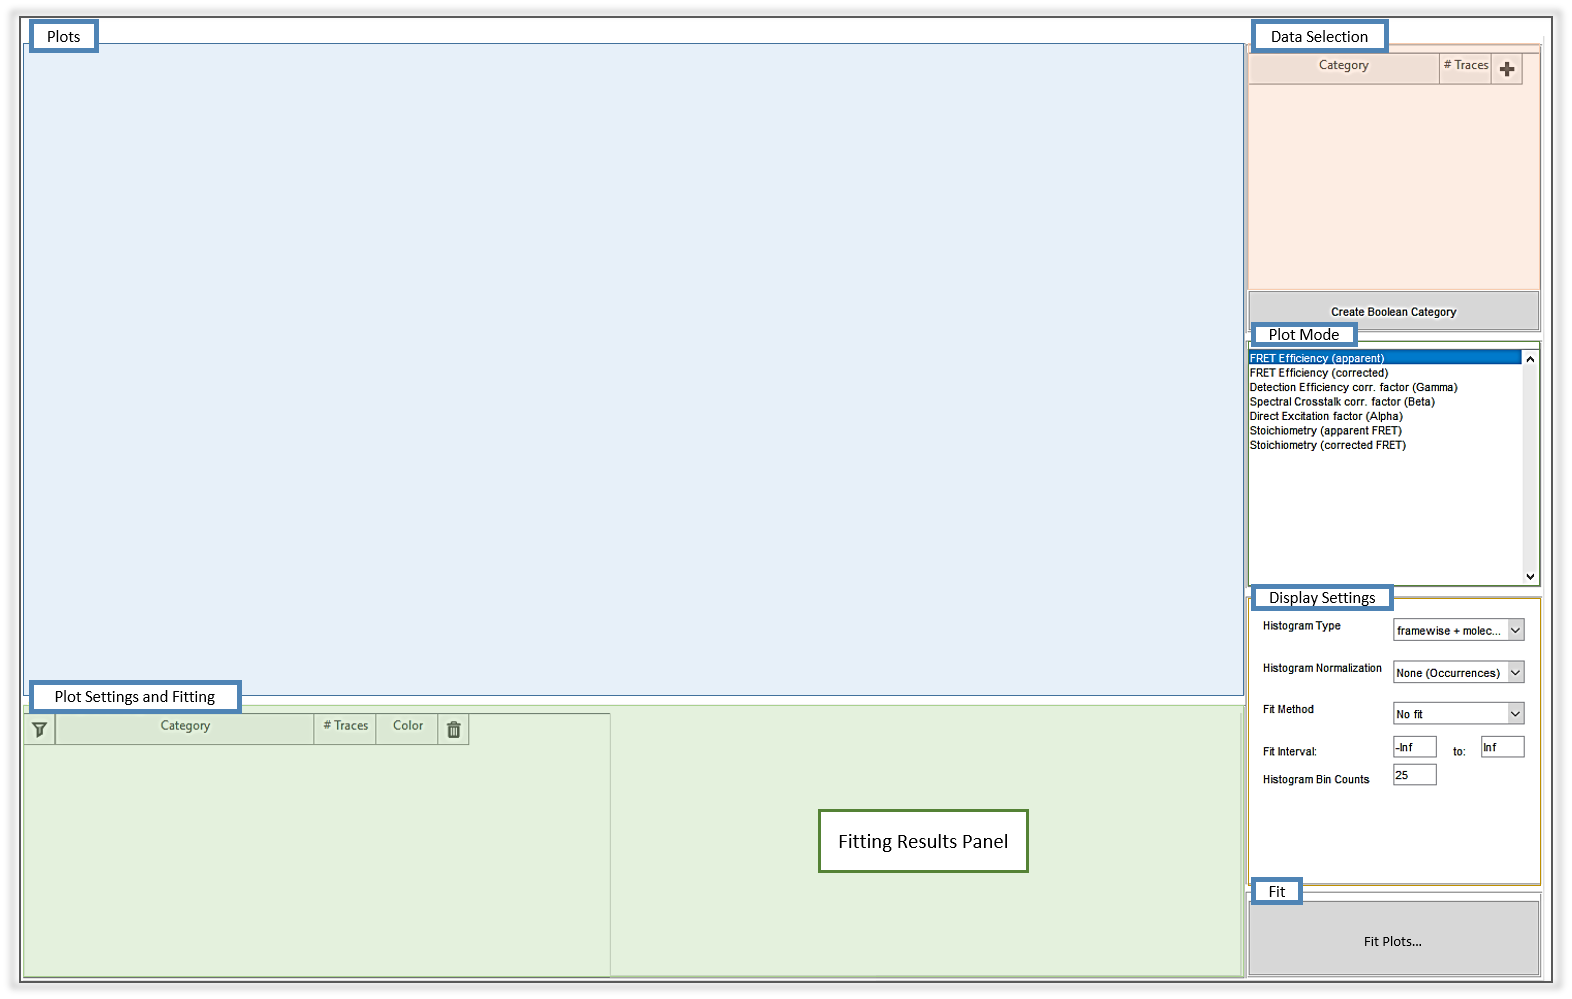 Plots
Data Selection
Category
# Traces
Create Boolean Category
Plot Mode
FRET Efficiency (apparent)
FRET Efficiency (corrected)
Detection Efficiency corr. factor (Gamma)
Spectral Crosstalk corr. factor (Beta)
Direct Excitation factor (Alpha)
Stoichiometry (apparent FRET)
Stoichiometry (corrected FRET)
Display Settings
Histogram Type
framewise + molec...
Histogram Normalization
None (Occurrences)
Fit Method
No fit
Fit Interval:
-Inf
to:
Inf
Histogram Bin Counts
25
Plot Settings and Fitting
Category
# Traces
Color
Fitting Results Panel
Fit
Fit Plots...